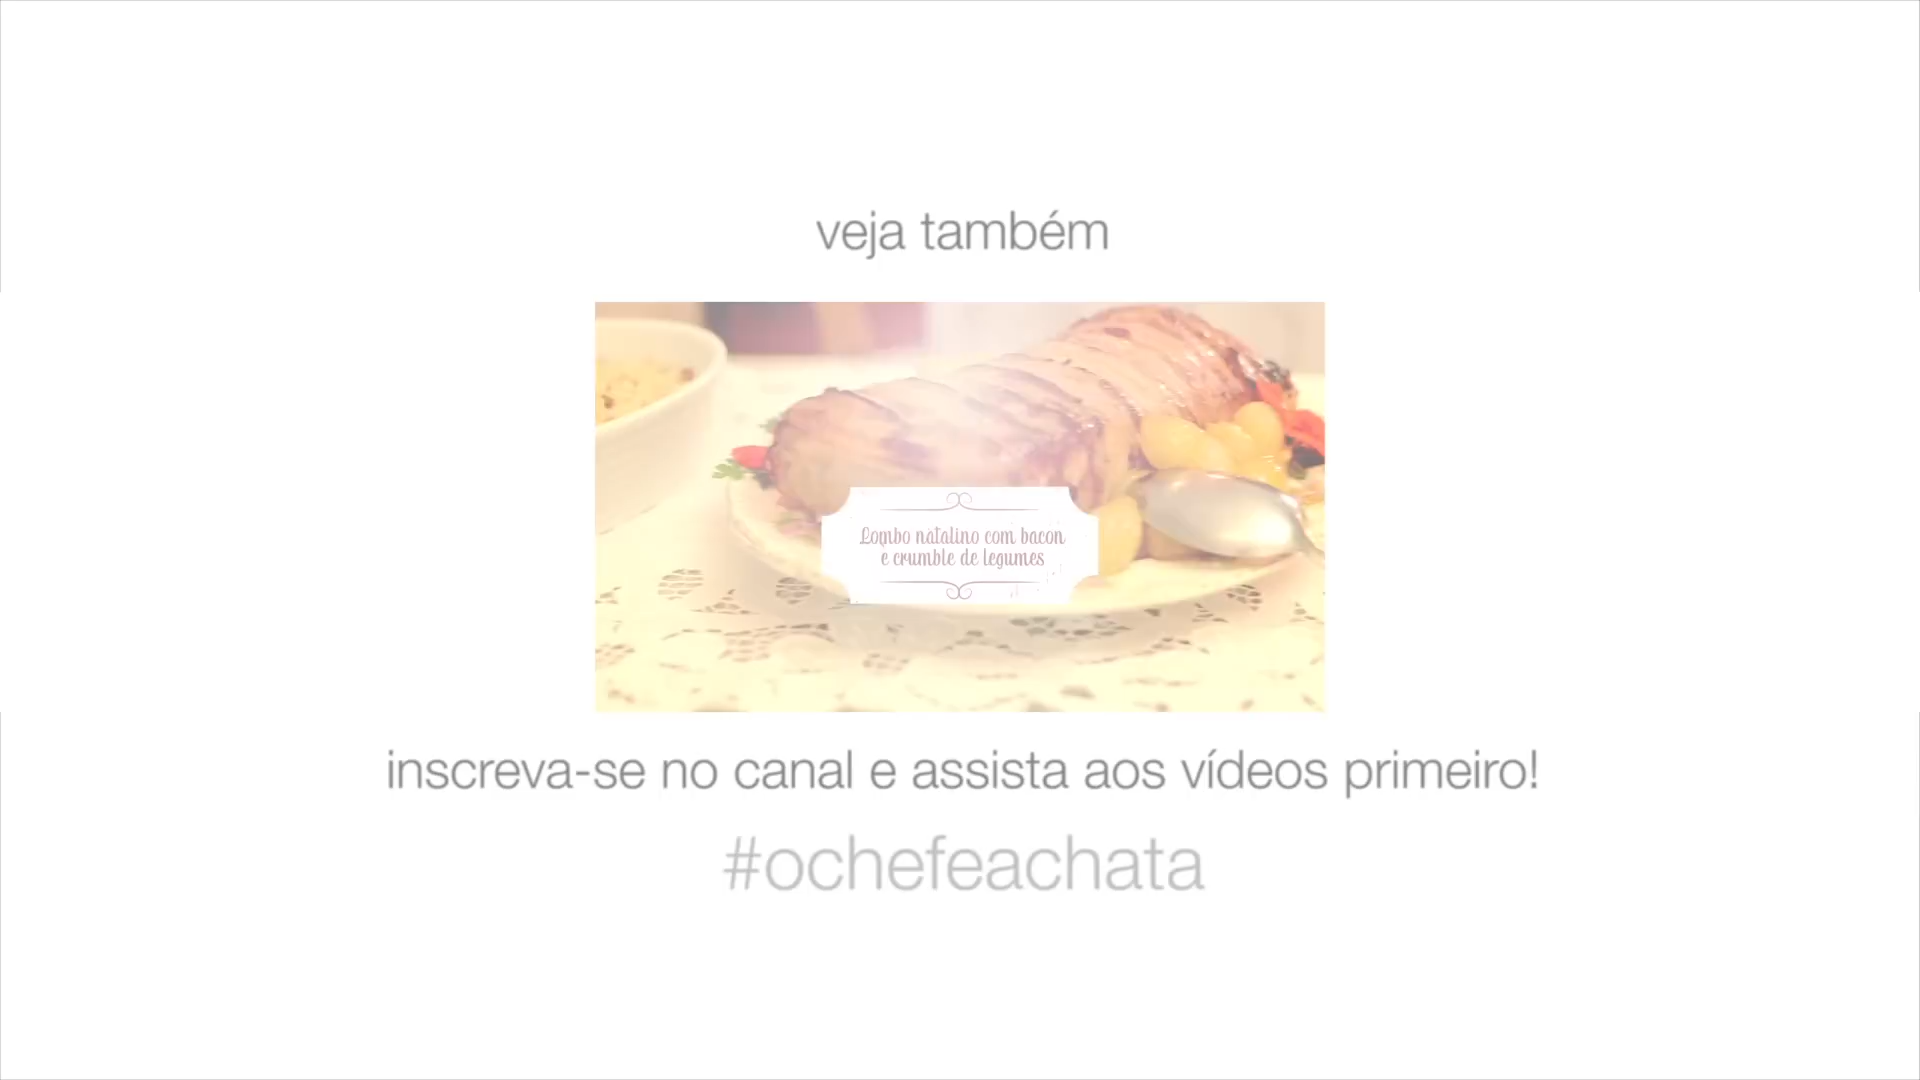 veja também
Lombo natalino com bacon
e crumble de legumes
inscreva-se no canal e assista aos vídeos primeiro!
#ochefeachata